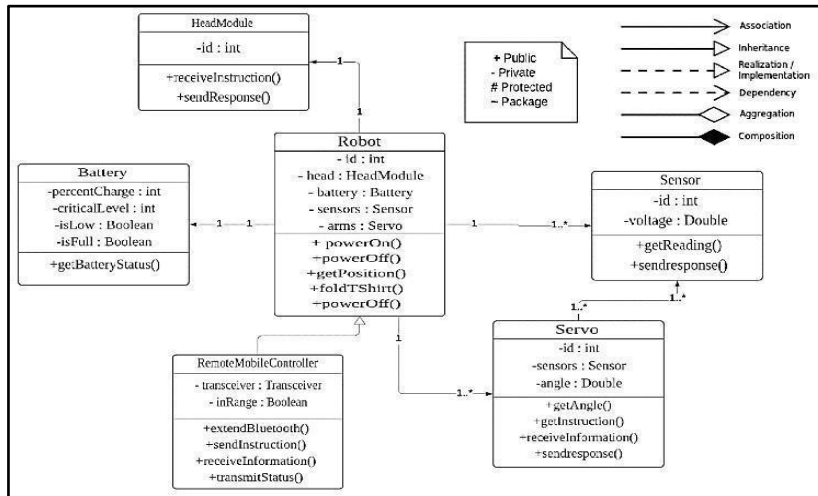 HeadModule
-id : int
+receiveInstruction()
+sendResponse()
1
1
+ Public
- Private
# Protected
~ Package
Association
Inheritance
Realization /
Implementation
Dependency
Aggregation
Composition
Robot
- id : int
- head : HeadModule
- battery : Battery
- sensors : Sensor
- arms : Servo
+ powerOn()
+powerOff()
+getPosition()
+foldTShirt()
+powerOff()
Battery
-percentCharge : int
-criticalLevel : int
-isLow : Boolean
-isFull : Boolean
+getBatteryStatus()
1
1
Sensor
-id : int
-voltage : Double
+getReading()
+sendresponse()
1
1..*
1..*
1..*
Servo
-id : int
-sensors : Sensor
-angle : Double
+getAngle()
+getInstruction()
+receiveInformation()
+sendresponse()
1
1..*
RemoteMobileController
- transceiver : Transceiver
- inRange : Boolean
+extendBluetooth()
+sendInstruction()
+receiveInformation()
+transmitStatus()